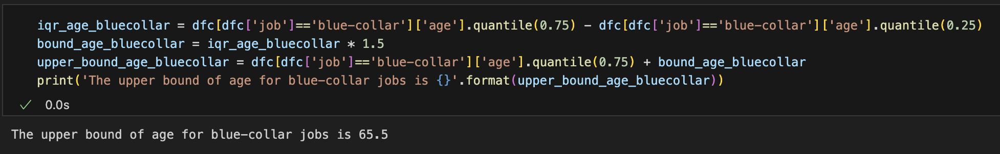 iqr_age_bluecollar = dfc[dfc['job']=='blue-collar']['age'].quantile(0.75) - dfc[dfc['job']=='blue-collar']['age'].quantile(0.25)
bound_age_bluecollar = iqr_age_bluecollar * 1.5
upper_bound_age_bluecollar = dfc[dfc['job']=='blue-collar']['age'].quantile(0.75) + bound_age_bluecollar
print('The upper bound of age for blue-collar jobs is {}'.format(upper_bound_age_bluecollar))
0.0s
The upper bound of age for blue-collar jobs is 65.5